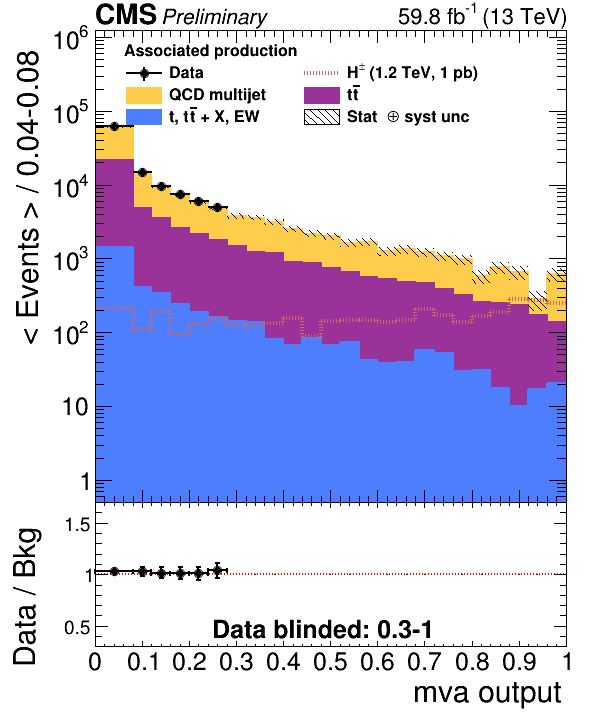 CMS Preliminary 59.8 fb⁻¹ (13 TeV)
Associated production
Data
H± (1.2 TeV, 1 pb)
QCD multijet
tt̄
t, tt̄ + X, EW
Stat ⊕ syst unc
< Events > / 0.04-0.08
10⁶
10⁵
10⁴
10³
10²
10
1
Data / Bkg
1.5
1
0.5
Data blinded: 0.3-1
0 0.1 0.2 0.3 0.4 0.5 0.6 0.7 0.8 0.9 1
mva output